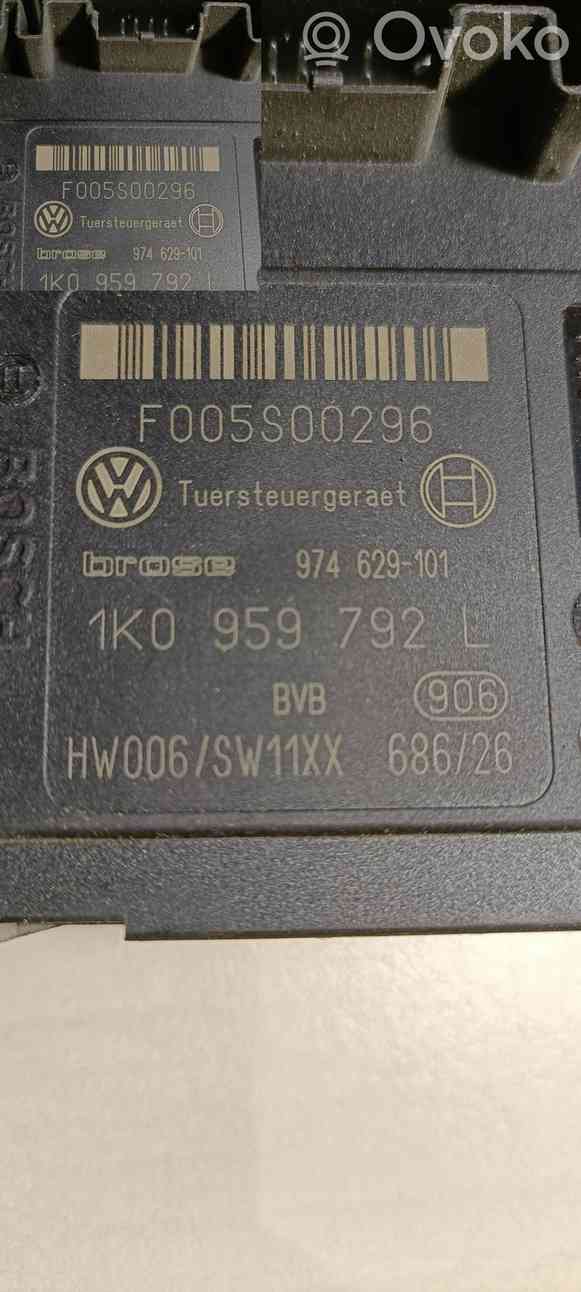 Ovoko
F005S00296
Tuersteuergeraet
brose 974 629-101
1K0 959 792 L
F005S00296
Tuersteuergeraet
brose 974 629-101
1K0 959 792 L
BVB 906
HW006/SW11XX 686/26
BOSCH